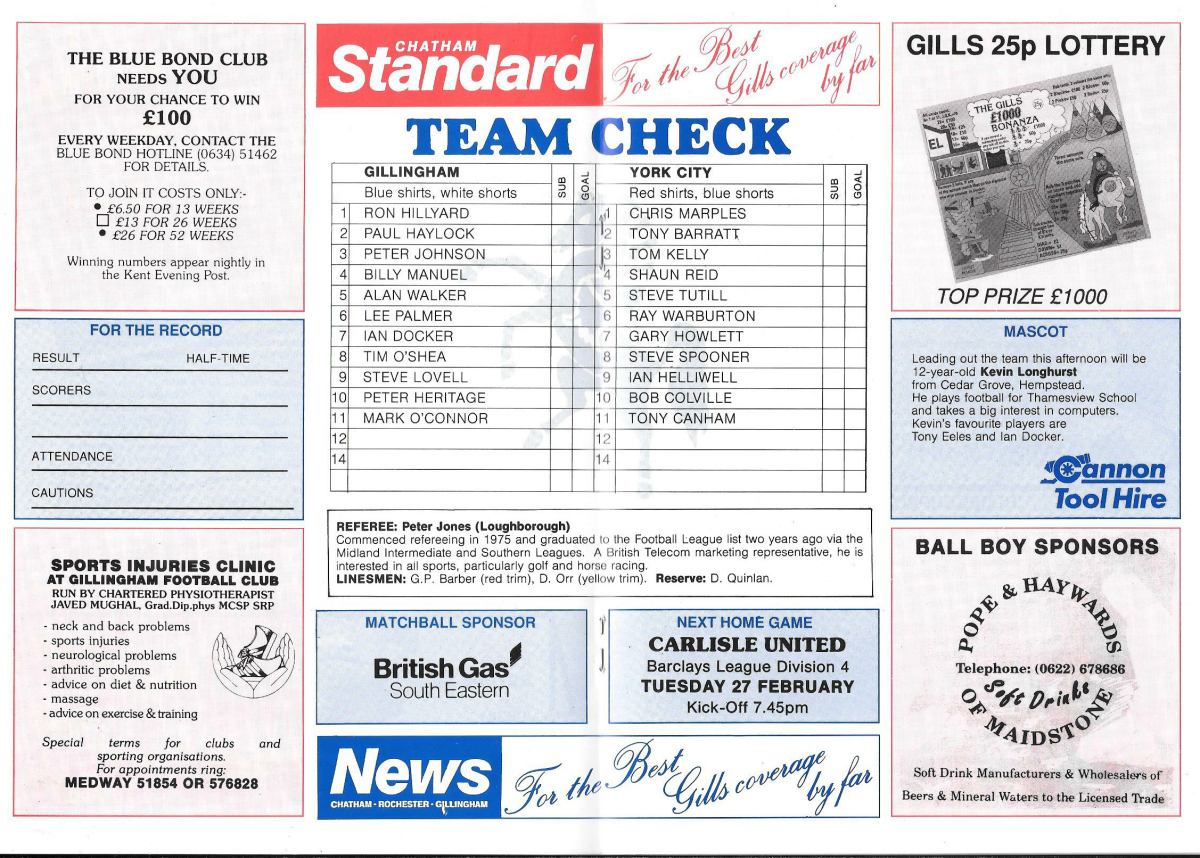 THE BLUE BOND CLUB
NEEDS YOU
FOR YOUR CHANCE TO WIN
£100
EVERY WEEKDAY, CONTACT THE
BLUE BOND HOTLINE (0634) 51462
FOR DETAILS.
TO JOIN IT COSTS ONLY:-
• £6.50 FOR 13 WEEKS
□ £13 FOR 26 WEEKS
• £26 FOR 52 WEEKS
Winning numbers appear nightly in
the Kent Evening Post.
FOR THE RECORD
RESULT HALF-TIME
SCORERS
ATTENDANCE
CAUTIONS
SPORTS INJURIES CLINIC
AT GILLINGHAM FOOTBALL CLUB
RUN BY CHARTERED PHYSIOTHERAPIST
JAVED MUGHAL, Grad.Dip.phys MCSP SRP
- neck and back problems
- sports injuries
- neurological problems
- arthritic problems
- advice on diet & nutrition
- massage
- advice on exercise & training
Special terms for clubs and
sporting organisations.
For appointments ring:
MEDWAY 51854 OR 576828
CHATHAM
Standard
For the Best
Gills coverage
by far
TEAM CHECK
GILLINGHAM SUB GOAL YORK CITY SUB GOAL
Blue shirts, white shorts Red shirts, blue shorts
1 RON HILLYARD 1 CHRIS MARPLES
2 PAUL HAYLOCK 2 TONY BARRATT
3 PETER JOHNSON 3 TOM KELLY
4 BILLY MANUEL 4 SHAUN REID
5 ALAN WALKER 5 STEVE TUTILL
6 LEE PALMER 6 RAY WARBURTON
7 IAN DOCKER 7 GARY HOWLETT
8 TIM O'SHEA 8 STEVE SPOONER
9 STEVE LOVELL 9 IAN HELLIWELL
10 PETER HERITAGE 10 BOB COLVILLE
11 MARK O'CONNOR 11 TONY CANHAM
12 12
14 14
REFEREE: Peter Jones (Loughborough)
Commenced refereeing in 1975 and graduated to the Football League list two years ago via the
Midland Intermediate and Southern Leagues. A British Telecom marketing representative, he is
interested in all sports, particularly golf and horse racing.
LINESMEN: G.P. Barber (red trim), D. Orr (yellow trim). Reserve: D. Quinlan.
MATCHBALL SPONSOR
British Gas
South Eastern
NEXT HOME GAME
CARLISLE UNITED
Barclays League Division 4
TUESDAY 27 FEBRUARY
Kick-Off 7.45pm
News
CHATHAM · ROCHESTER · GILLINGHAM
For the Best
Gills coverage
by far
GILLS 25p LOTTERY
THE GILLS
£1000
BONANZA
25p
EL
TOP PRIZE £1000
MASCOT
Leading out the team this afternoon will be
12-year-old Kevin Longhurst
from Cedar Grove, Hempstead.
He plays football for Thamesview School
and takes a big interest in computers.
Kevin's favourite players are
Tony Eeles and Ian Docker.
Cannon
Tool Hire
BALL BOY SPONSORS
POPE & HAYWARDS
Telephone: (0622) 678686
Soft Drinks
OF MAIDSTONE
Soft Drink Manufacturers & Wholesalers of
Beers & Mineral Waters to the Licensed Trade